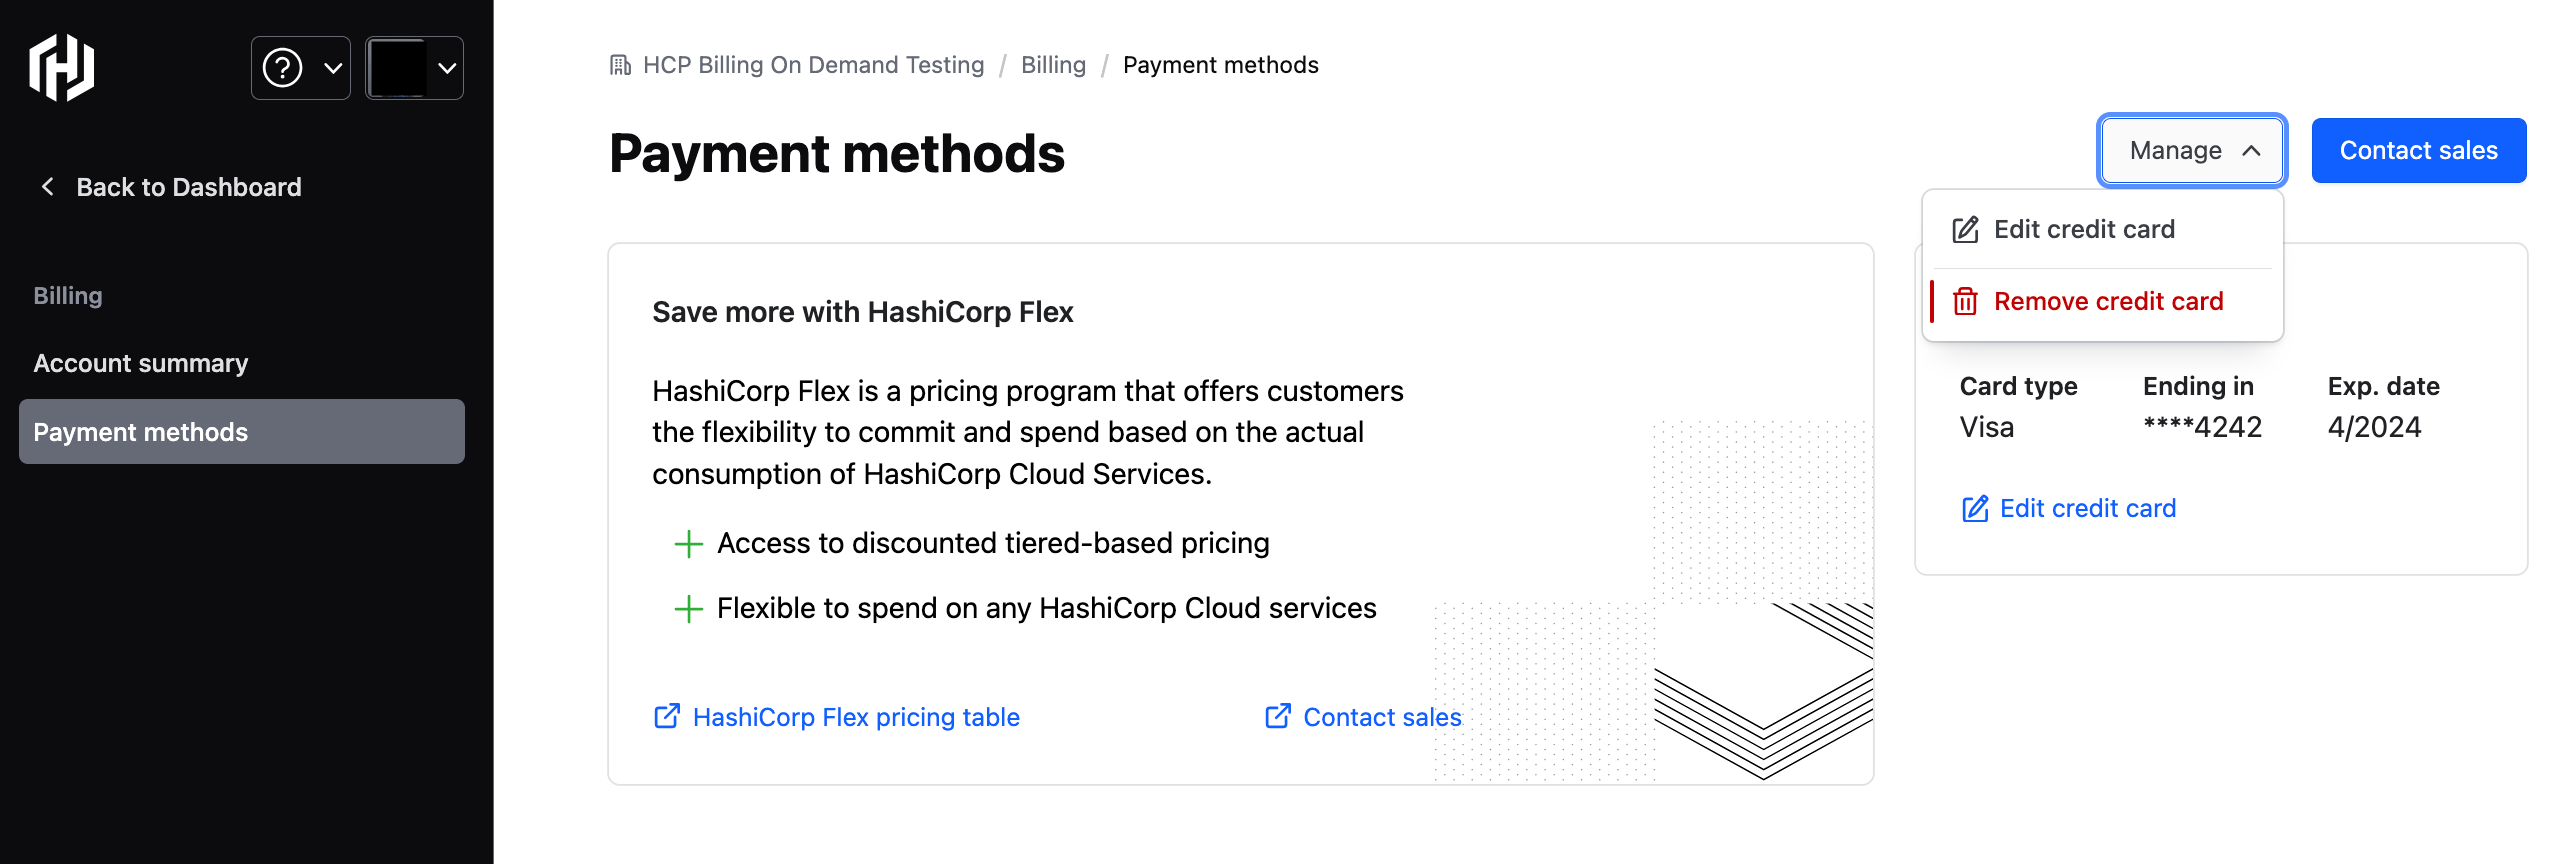 Back to Dashboard
Billing
Account summary
Payment methods
HCP Billing On Demand Testing / Billing / Payment methods
Payment methods
Manage
Contact sales
Edit credit card
Remove credit card
Save more with HashiCorp Flex
HashiCorp Flex is a pricing program that offers customers
the flexibility to commit and spend based on the actual
consumption of HashiCorp Cloud Services.
Access to discounted tiered-based pricing
Flexible to spend on any HashiCorp Cloud services
HashiCorp Flex pricing table
Contact sales
Card type Ending in Exp. date
Visa ****4242 4/2024
Edit credit card